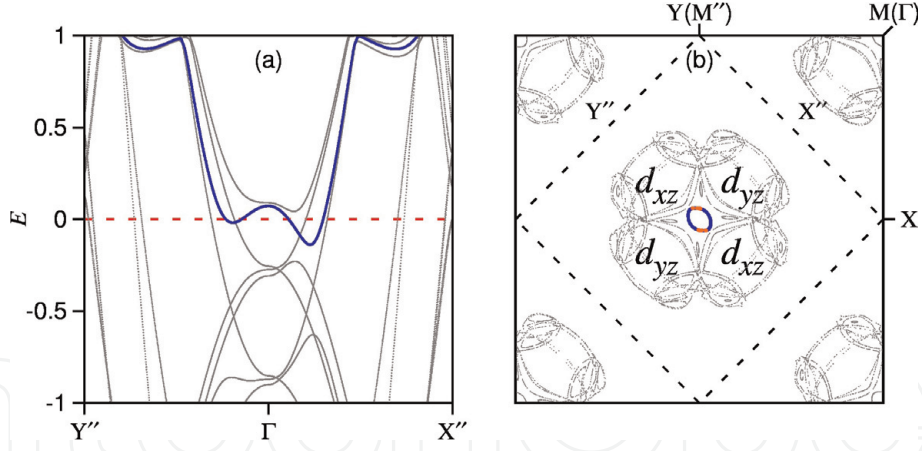 (a)
E
1
0.5
0
-0.5
-1
Y″
Γ
X″
Y(M″)
M(Γ)
(b)
Y″
X″
d_xz
d_yz
d_yz
d_xz
X